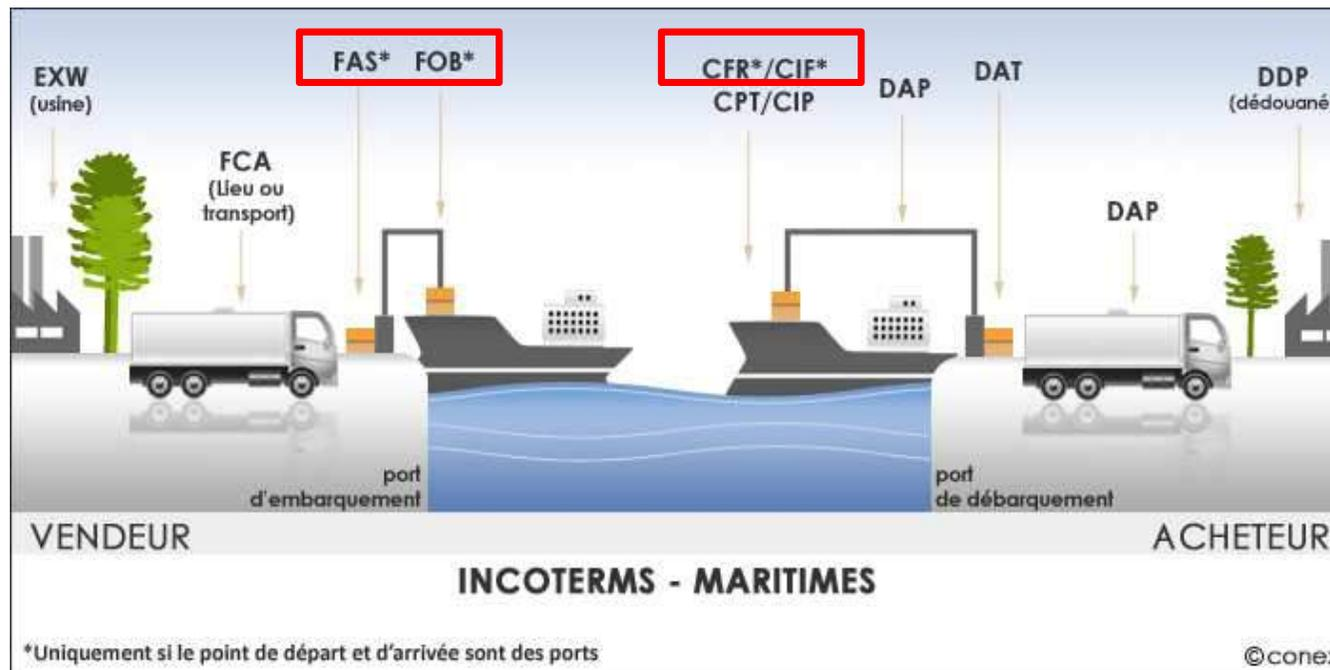 EXW
(usine)
FCA
(Lieu ou
transport)
FAS* FOB*
CFR*/CIF*
CPT/CIP
DAP
DAT
DAP
DDP
(dédouané
port
d'embarquement
port
de débarquement
VENDEUR
ACHETEUR
INCOTERMS - MARITIMES
*Uniquement si le point de départ et d'arrivée sont des ports
©conex